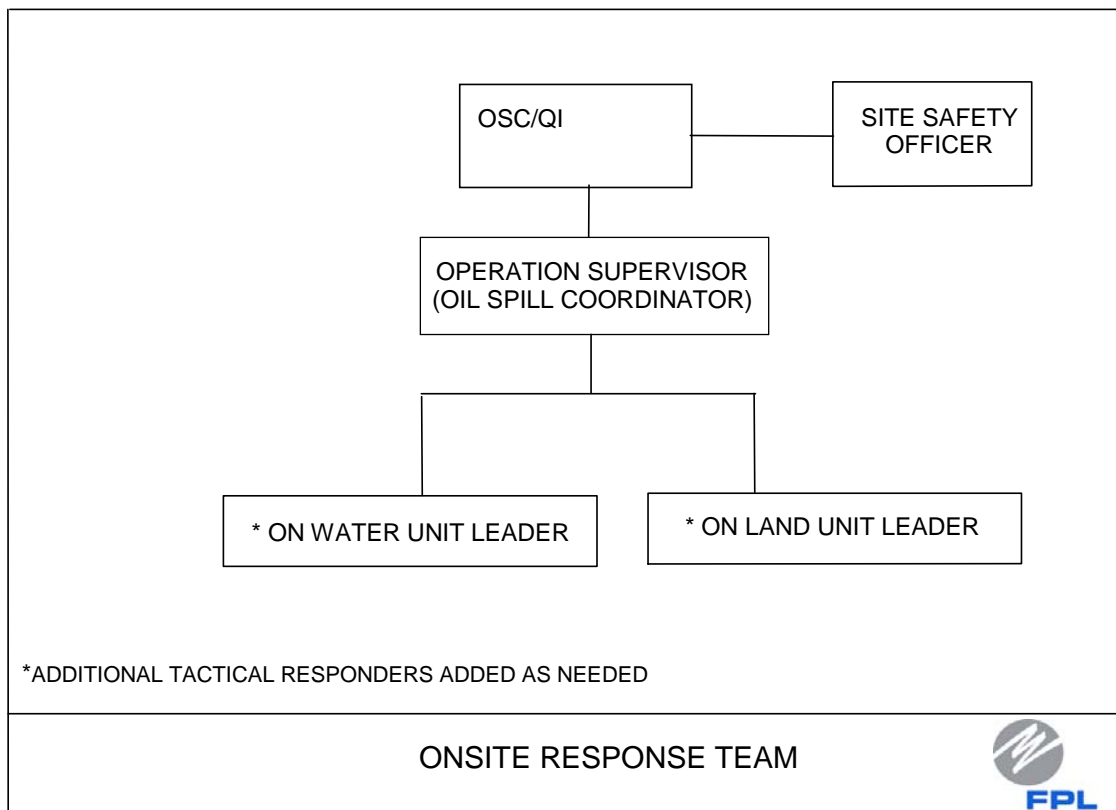 OSC/QI
SITE SAFETY
OFFICER
OPERATION SUPERVISOR
(OIL SPILL COORDINATOR)
* ON WATER UNIT LEADER
* ON LAND UNIT LEADER
*ADDITIONAL TACTICAL RESPONDERS ADDED AS NEEDED
ONSITE RESPONSE TEAM
FPL